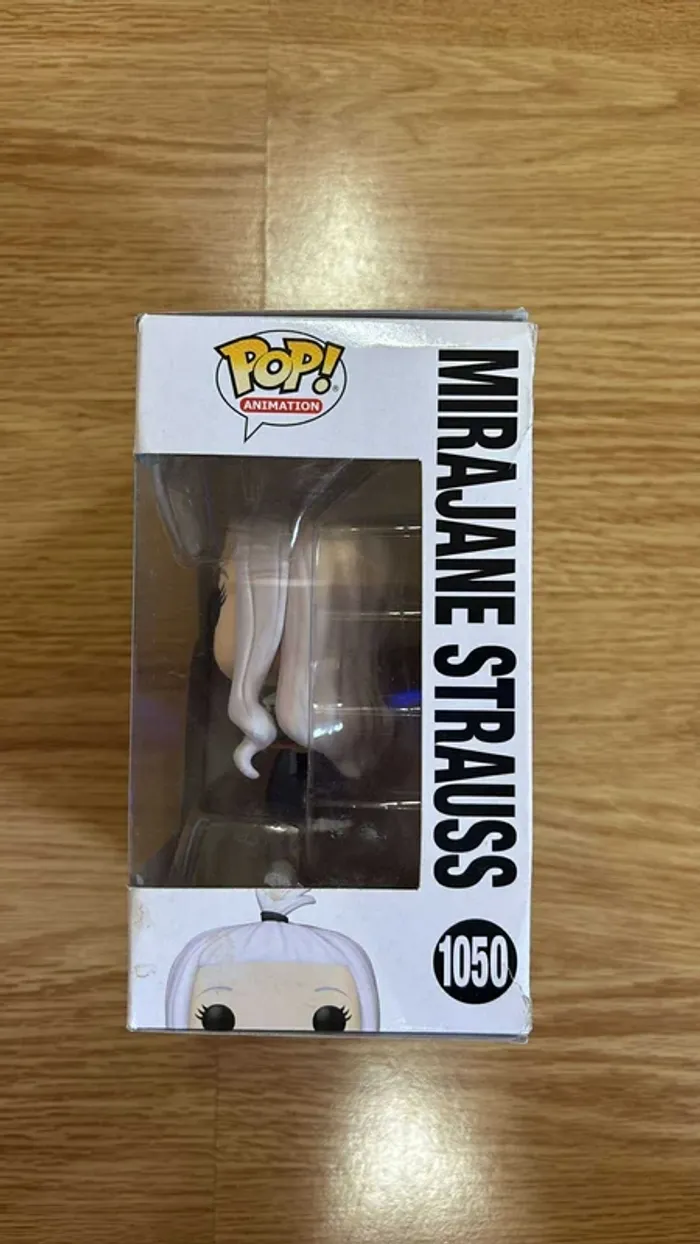 POP!
ANIMATION
MIRAJANE STRAUSS
1050